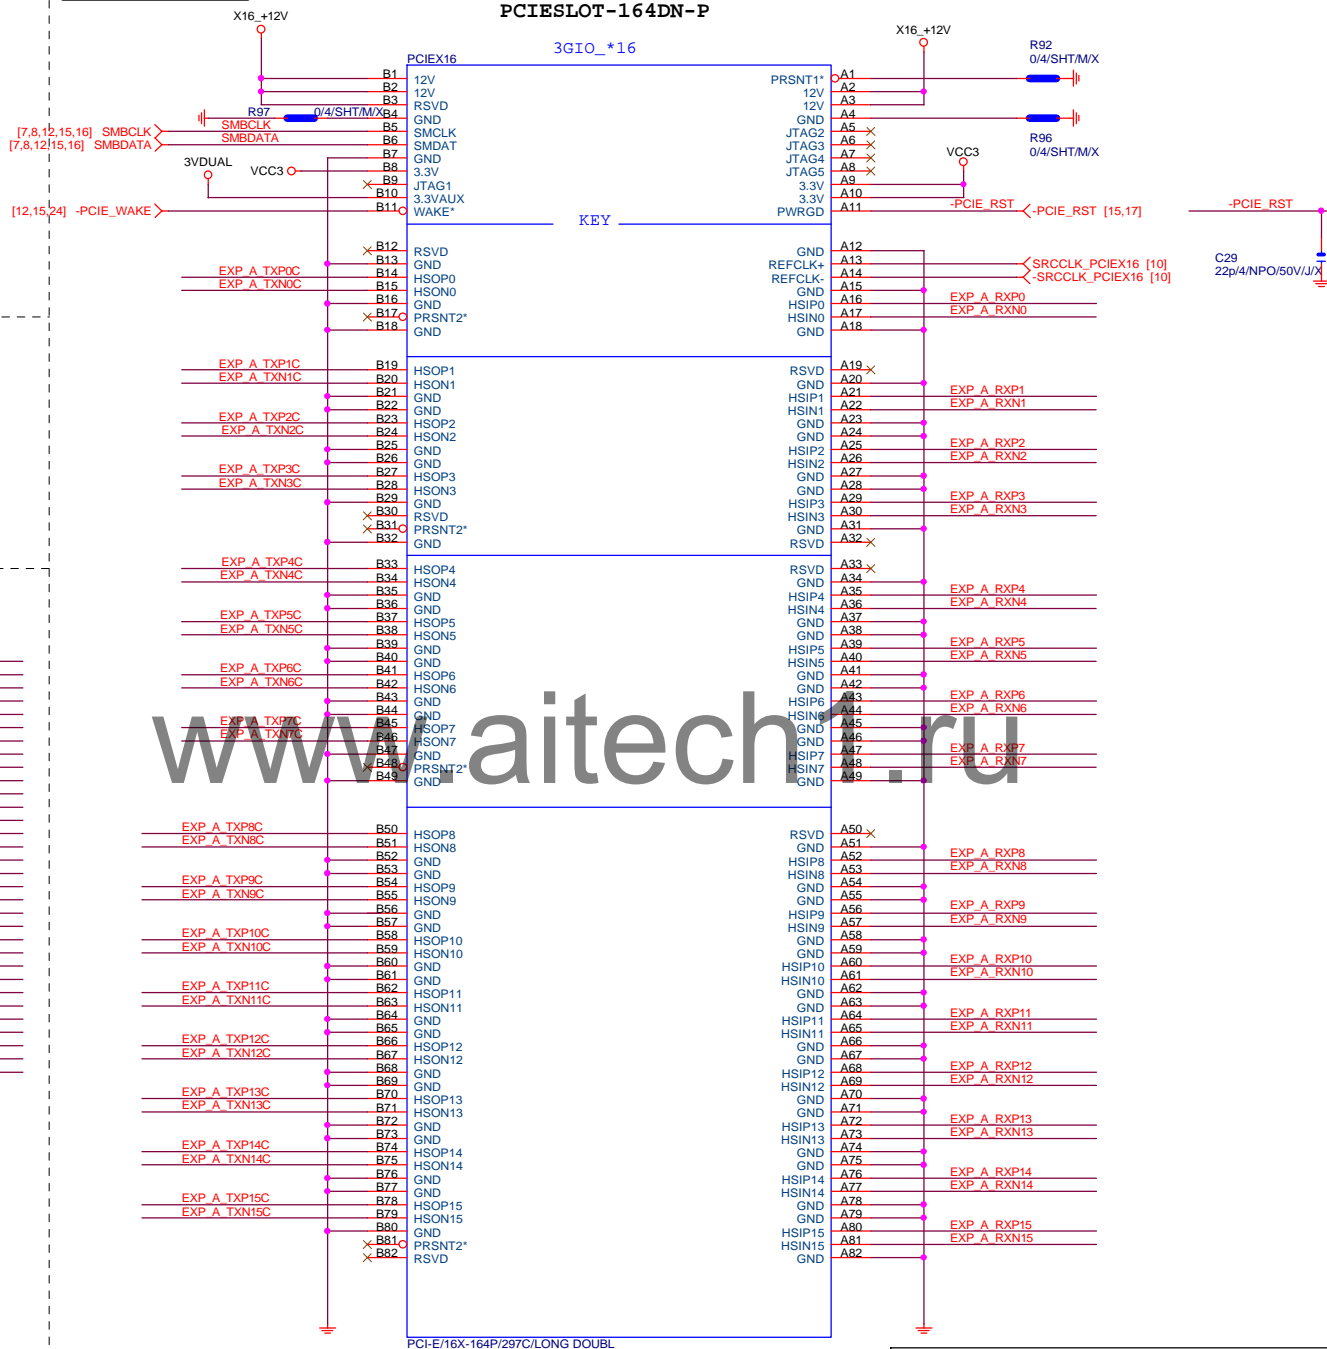 PCIESLOT-164DN-P
X16_+12V
X16_+12V
3GIO_*16
PCIEX16
R92
0/4/SHT/M/X
B1 12V PRSNT1* A1
B2 12V 12V A2
B3 RSVD 12V A3
R97 0/4/SHT/M/X B4 GND GND A4
[7,8,12,15,16] SMBCLK SMBCLK B5 SMCLK JTAG2 A5
[7,8,12,15,16] SMBDATA SMBDATA B6 SMDAT JTAG3 A6
R96
0/4/SHT/M/X
B7 GND JTAG4 A7
3VDUAL VCC3 B8 3.3V JTAG5 A8 VCC3
B9 JTAG1 3.3V A9
B10 3.3VAUX 3.3V A10
[12,15,24] -PCIE_WAKE B11 WAKE* PWRGD A11 -PCIE_RST -PCIE_RST [15,17] -PCIE_RST
KEY
B12 RSVD GND A12
B13 GND REFCLK+ A13 SRCCLK_PCIEX16 [10]
EXP_A_TXP0C B14 HSOP0 REFCLK- A14 -SRCCLK_PCIEX16 [10]
C29
22p/4/NPO/50V/J/X
EXP_A_TXN0C B15 HSON0 GND A15
B16 GND HSIP0 A16 EXP_A_RXP0
B17 PRSNT2* HSIN0 A17 EXP_A_RXN0
B18 GND GND A18
EXP_A_TXP1C B19 HSOP1 RSVD A19
EXP_A_TXN1C B20 HSON1 GND A20
B21 GND HSIP1 A21 EXP_A_RXP1
B22 GND HSIN1 A22 EXP_A_RXN1
EXP_A_TXP2C B23 HSOP2 GND A23
EXP_A_TXN2C B24 HSON2 GND A24
B25 GND HSIP2 A25 EXP_A_RXP2
B26 GND HSIN2 A26 EXP_A_RXN2
EXP_A_TXP3C B27 HSOP3 GND A27
EXP_A_TXN3C B28 HSON3 GND A28
B29 GND HSIP3 A29 EXP_A_RXP3
B30 RSVD HSIN3 A30 EXP_A_RXN3
B31 PRSNT2* GND A31
B32 GND RSVD A32
EXP_A_TXP4C B33 HSOP4 RSVD A33
EXP_A_TXN4C B34 HSON4 GND A34
B35 GND HSIP4 A35 EXP_A_RXP4
B36 GND HSIN4 A36 EXP_A_RXN4
EXP_A_TXP5C B37 HSOP5 GND A37
EXP_A_TXN5C B38 HSON5 GND A38
B39 GND HSIP5 A39 EXP_A_RXP5
B40 GND HSIN5 A40 EXP_A_RXN5
EXP_A_TXP6C B41 HSOP6 GND A41
EXP_A_TXN6C B42 HSON6 GND A42
B43 GND HSIP6 A43 EXP_A_RXP6
B44 GND HSIN6 A44 EXP_A_RXN6
EXP_A_TXP7C B45 HSOP7 GND A45
EXP_A_TXN7C B46 HSON7 GND A46
B47 GND HSIP7 A47 EXP_A_RXP7
B48 PRSNT2* HSIN7 A48 EXP_A_RXN7
B49 GND GND A49
www.aitech1.ru
EXP_A_TXP8C B50 HSOP8 RSVD A50
EXP_A_TXN8C B51 HSON8 GND A51
B52 GND HSIP8 A52 EXP_A_RXP8
B53 GND HSIN8 A53 EXP_A_RXN8
EXP_A_TXP9C B54 HSOP9 GND A54
EXP_A_TXN9C B55 HSON9 GND A55
B56 GND HSIP9 A56 EXP_A_RXP9
B57 GND HSIN9 A57 EXP_A_RXN9
EXP_A_TXP10C B58 HSOP10 GND A58
EXP_A_TXN10C B59 HSON10 GND A59
B60 GND HSIP10 A60 EXP_A_RXP10
B61 GND HSIN10 A61 EXP_A_RXN10
EXP_A_TXP11C B62 HSOP11 GND A62
EXP_A_TXN11C B63 HSON11 GND A63
B64 GND HSIP11 A64 EXP_A_RXP11
B65 GND HSIN11 A65 EXP_A_RXN11
EXP_A_TXP12C B66 HSOP12 GND A66
EXP_A_TXN12C B67 HSON12 GND A67
B68 GND HSIP12 A68 EXP_A_RXP12
B69 GND HSIN12 A69 EXP_A_RXN12
EXP_A_TXP13C B70 HSOP13 GND A70
EXP_A_TXN13C B71 HSON13 GND A71
B72 GND HSIP13 A72 EXP_A_RXP13
B73 GND HSIN13 A73 EXP_A_RXN13
EXP_A_TXP14C B74 HSOP14 GND A74
EXP_A_TXN14C B75 HSON14 GND A75
B76 GND HSIP14 A76 EXP_A_RXP14
B77 GND HSIN14 A77 EXP_A_RXN14
EXP_A_TXP15C B78 HSOP15 GND A78
EXP_A_TXN15C B79 HSON15 GND A79
B80 GND HSIP15 A80 EXP_A_RXP15
B81 PRSNT2* HSIN15 A81 EXP_A_RXN15
B82 RSVD GND A82
PCI-E/16X-164P/297C/LONG DOUBL